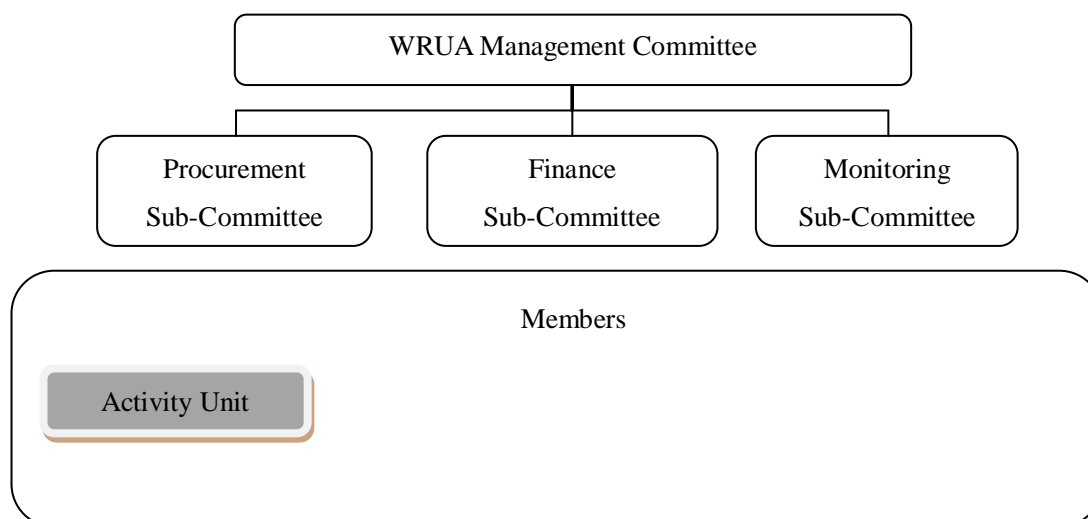 WRUA Management Committee
Procurement
Sub-Committee
Finance
Sub-Committee
Monitoring
Sub-Committee
Members
Activity Unit